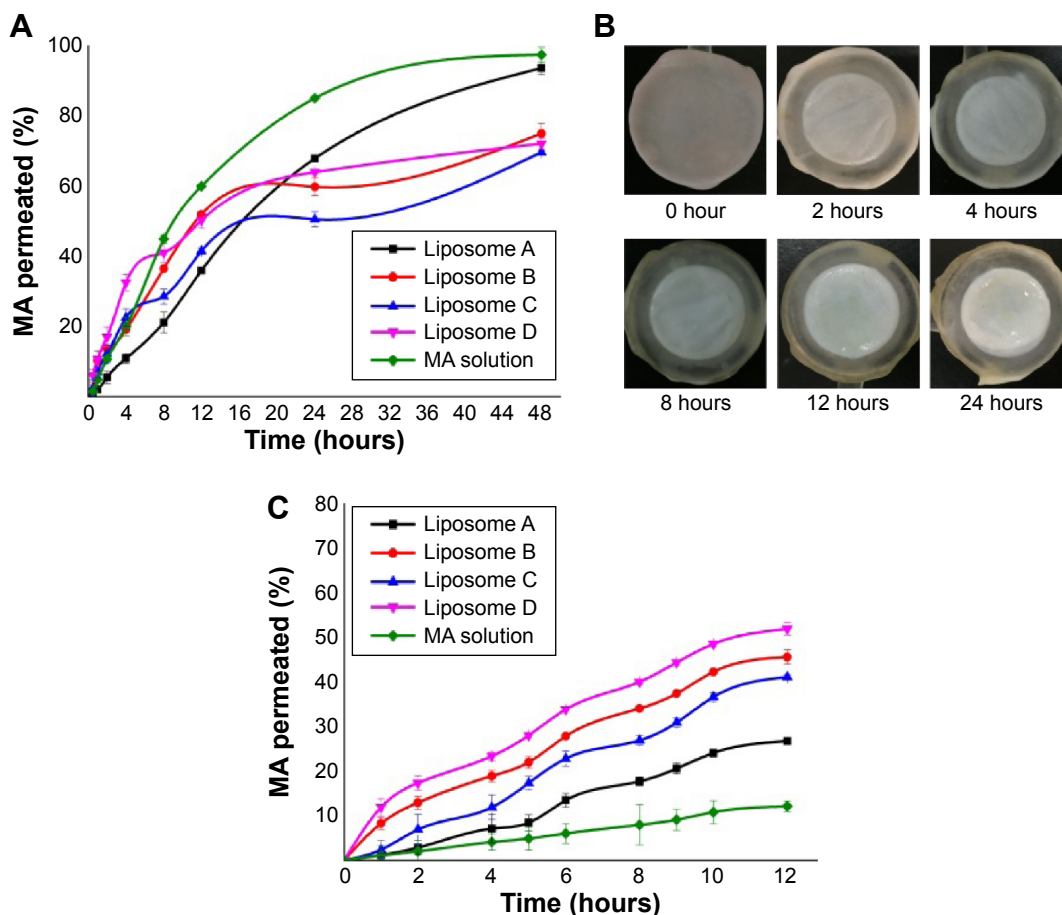 A
MA permeated (%)
100
80
60
40
20
0 4 8 12 16 20 24 28 32 36 40 44 48
Time (hours)
Liposome A
Liposome B
Liposome C
Liposome D
MA solution
B
0 hour 2 hours 4 hours
8 hours 12 hours 24 hours
C
MA permeated (%)
80
70
60
50
40
30
20
10
0 2 4 6 8 10 12
Time (hours)
Liposome A
Liposome B
Liposome C
Liposome D
MA solution